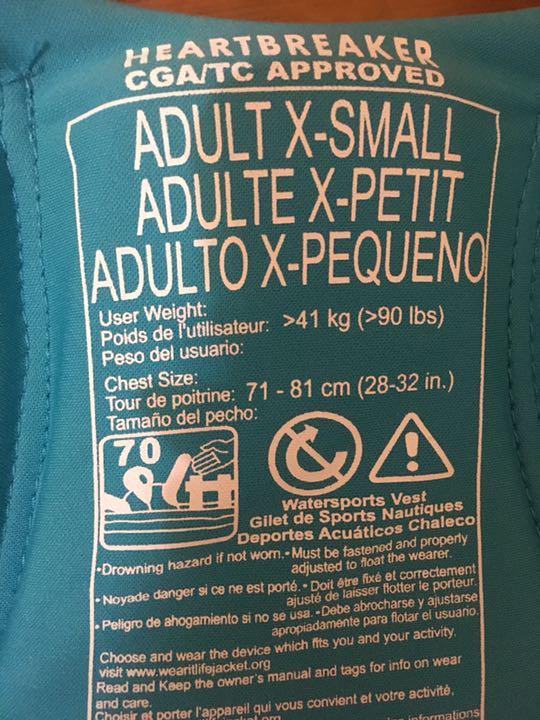 HEARTBREAKER
CGA/TC APPROVED
ADULT X-SMALL
ADULTE X-PETIT
ADULTO X-PEQUENO
User Weight:
Poids de l'utilisateur: >41 kg (>90 lbs)
Peso del usuario:
Chest Size:
Tour de poitrine: 71 - 81 cm (28-32 in.)
Tamaño del pecho:
70
Watersports Vest
Gilet de Sports Nautiques
Deportes Acuáticos Chaleco
•Drowning hazard if not worn.•Must be fastened and properly
adjusted to float the wearer.
• Noyade danger si ce ne est porté. • Doit être fixé et correctement
ajusté de laisser flotter le porteur.
• Peligro de ahogamiento si no se usa. •Debe abrocharse y ajustarse
apropiadamente para flotar el usuario.
Choose and wear the device which fits you and your activity,
visit www.wearitlifejacket.org
Read and Keep the owner's manual and tags for info on wear
and care.
Choisir et porter l'appareil qui vous convient et votre activité,
informations